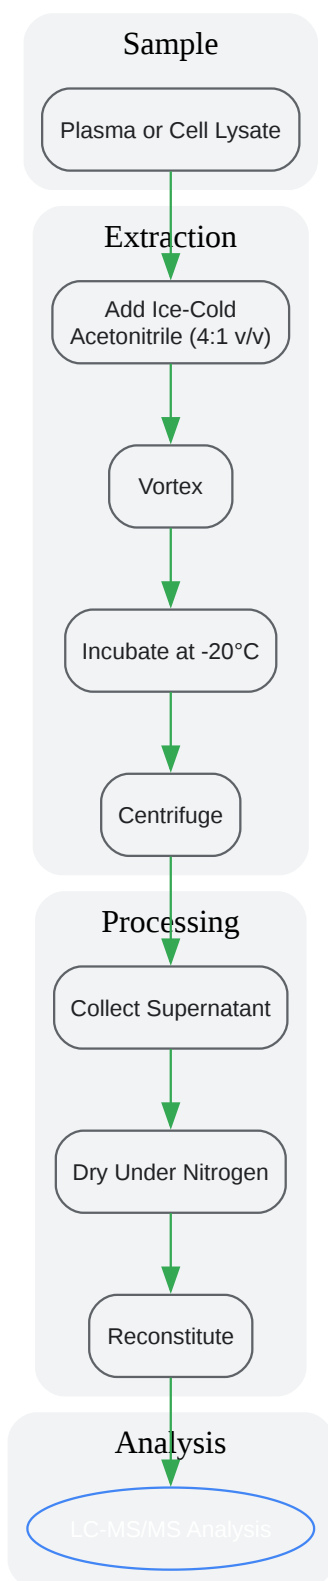 Sample
Plasma or Cell Lysate
Extraction
Add Ice-Cold
Acetonitrile (4:1 v/v)
Vortex
Incubate at -20°C
Centrifuge
Processing
Collect Supernatant
Dry Under Nitrogen
Reconstitute
Analysis
LC-MS/MS Analysis